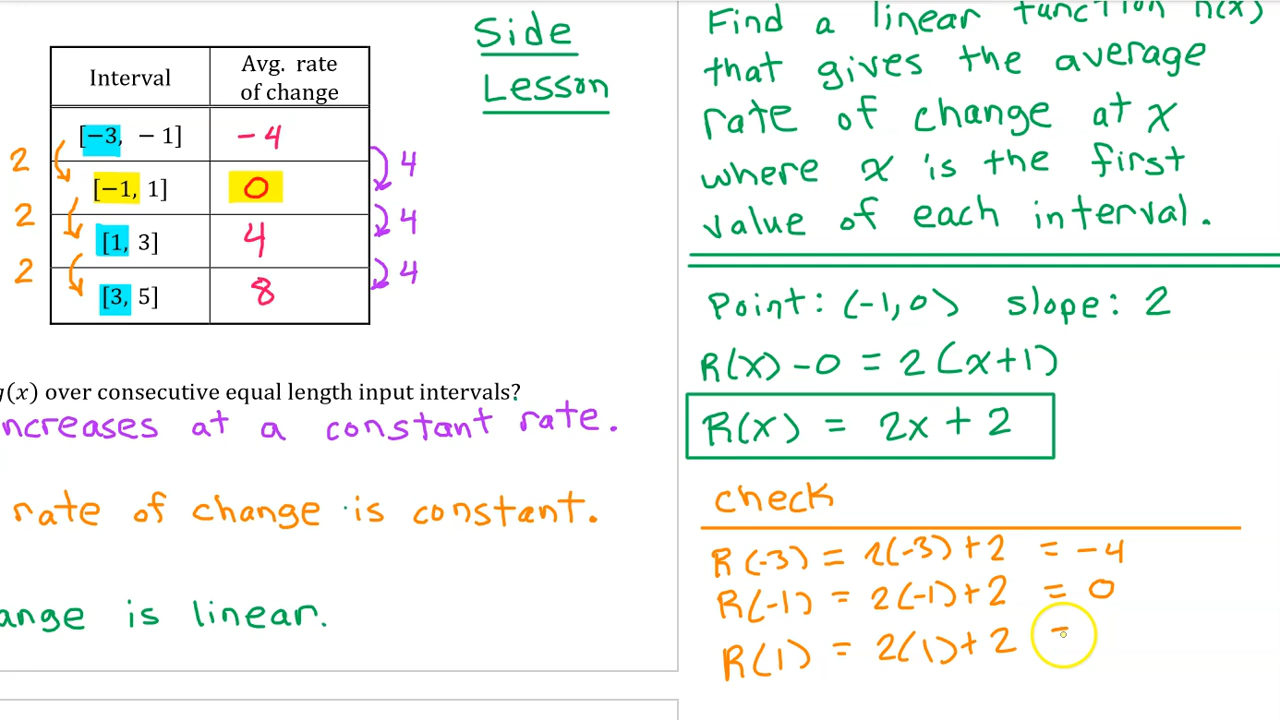 Side
Lesson
Interval Avg. rate of change
[−3, −1] −4
[−1, 1] 0
[1, 3] 4
[3, 5] 8
2 4
2 4
2 4
(x) over consecutive equal length input intervals?
ncreases at a constant rate.
rate of change is constant.
ange is linear.
Find a linear function R(x)
that gives the average
rate of change at x
where x is the first
value of each interval.
Point: (-1,0) slope: 2
R(x) - 0 = 2(x+1)
R(x) = 2x + 2
check
R(-3) = 2(-3)+2 = -4
R(-1) = 2(-1)+2 = 0
R(1) = 2(1)+2 =